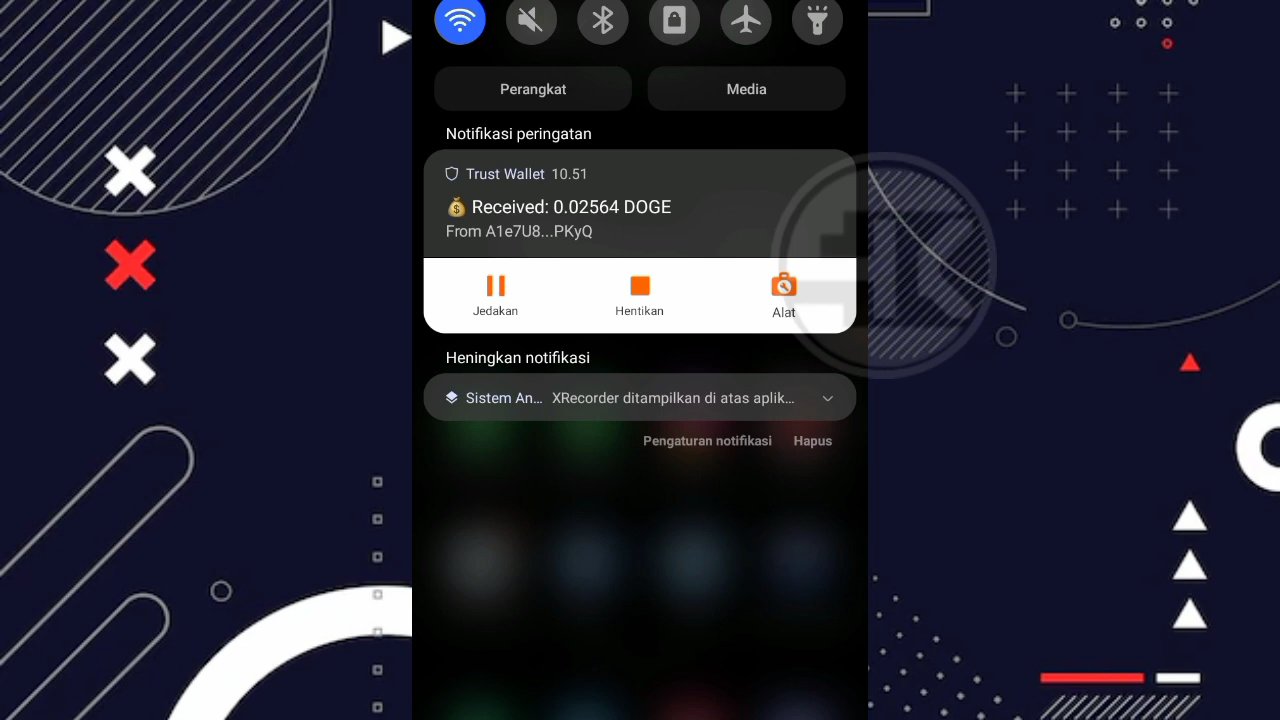 Perangkat
Media
Notifikasi peringatan
Trust Wallet 10.51
💰 Received: 0.02564 DOGE
From A1e7U8...PKyQ
Jedakan
Hentikan
Alat
Heningkan notifikasi
Sistem An... XRecorder ditampilkan di atas aplik...
Pengaturan notifikasi
Hapus